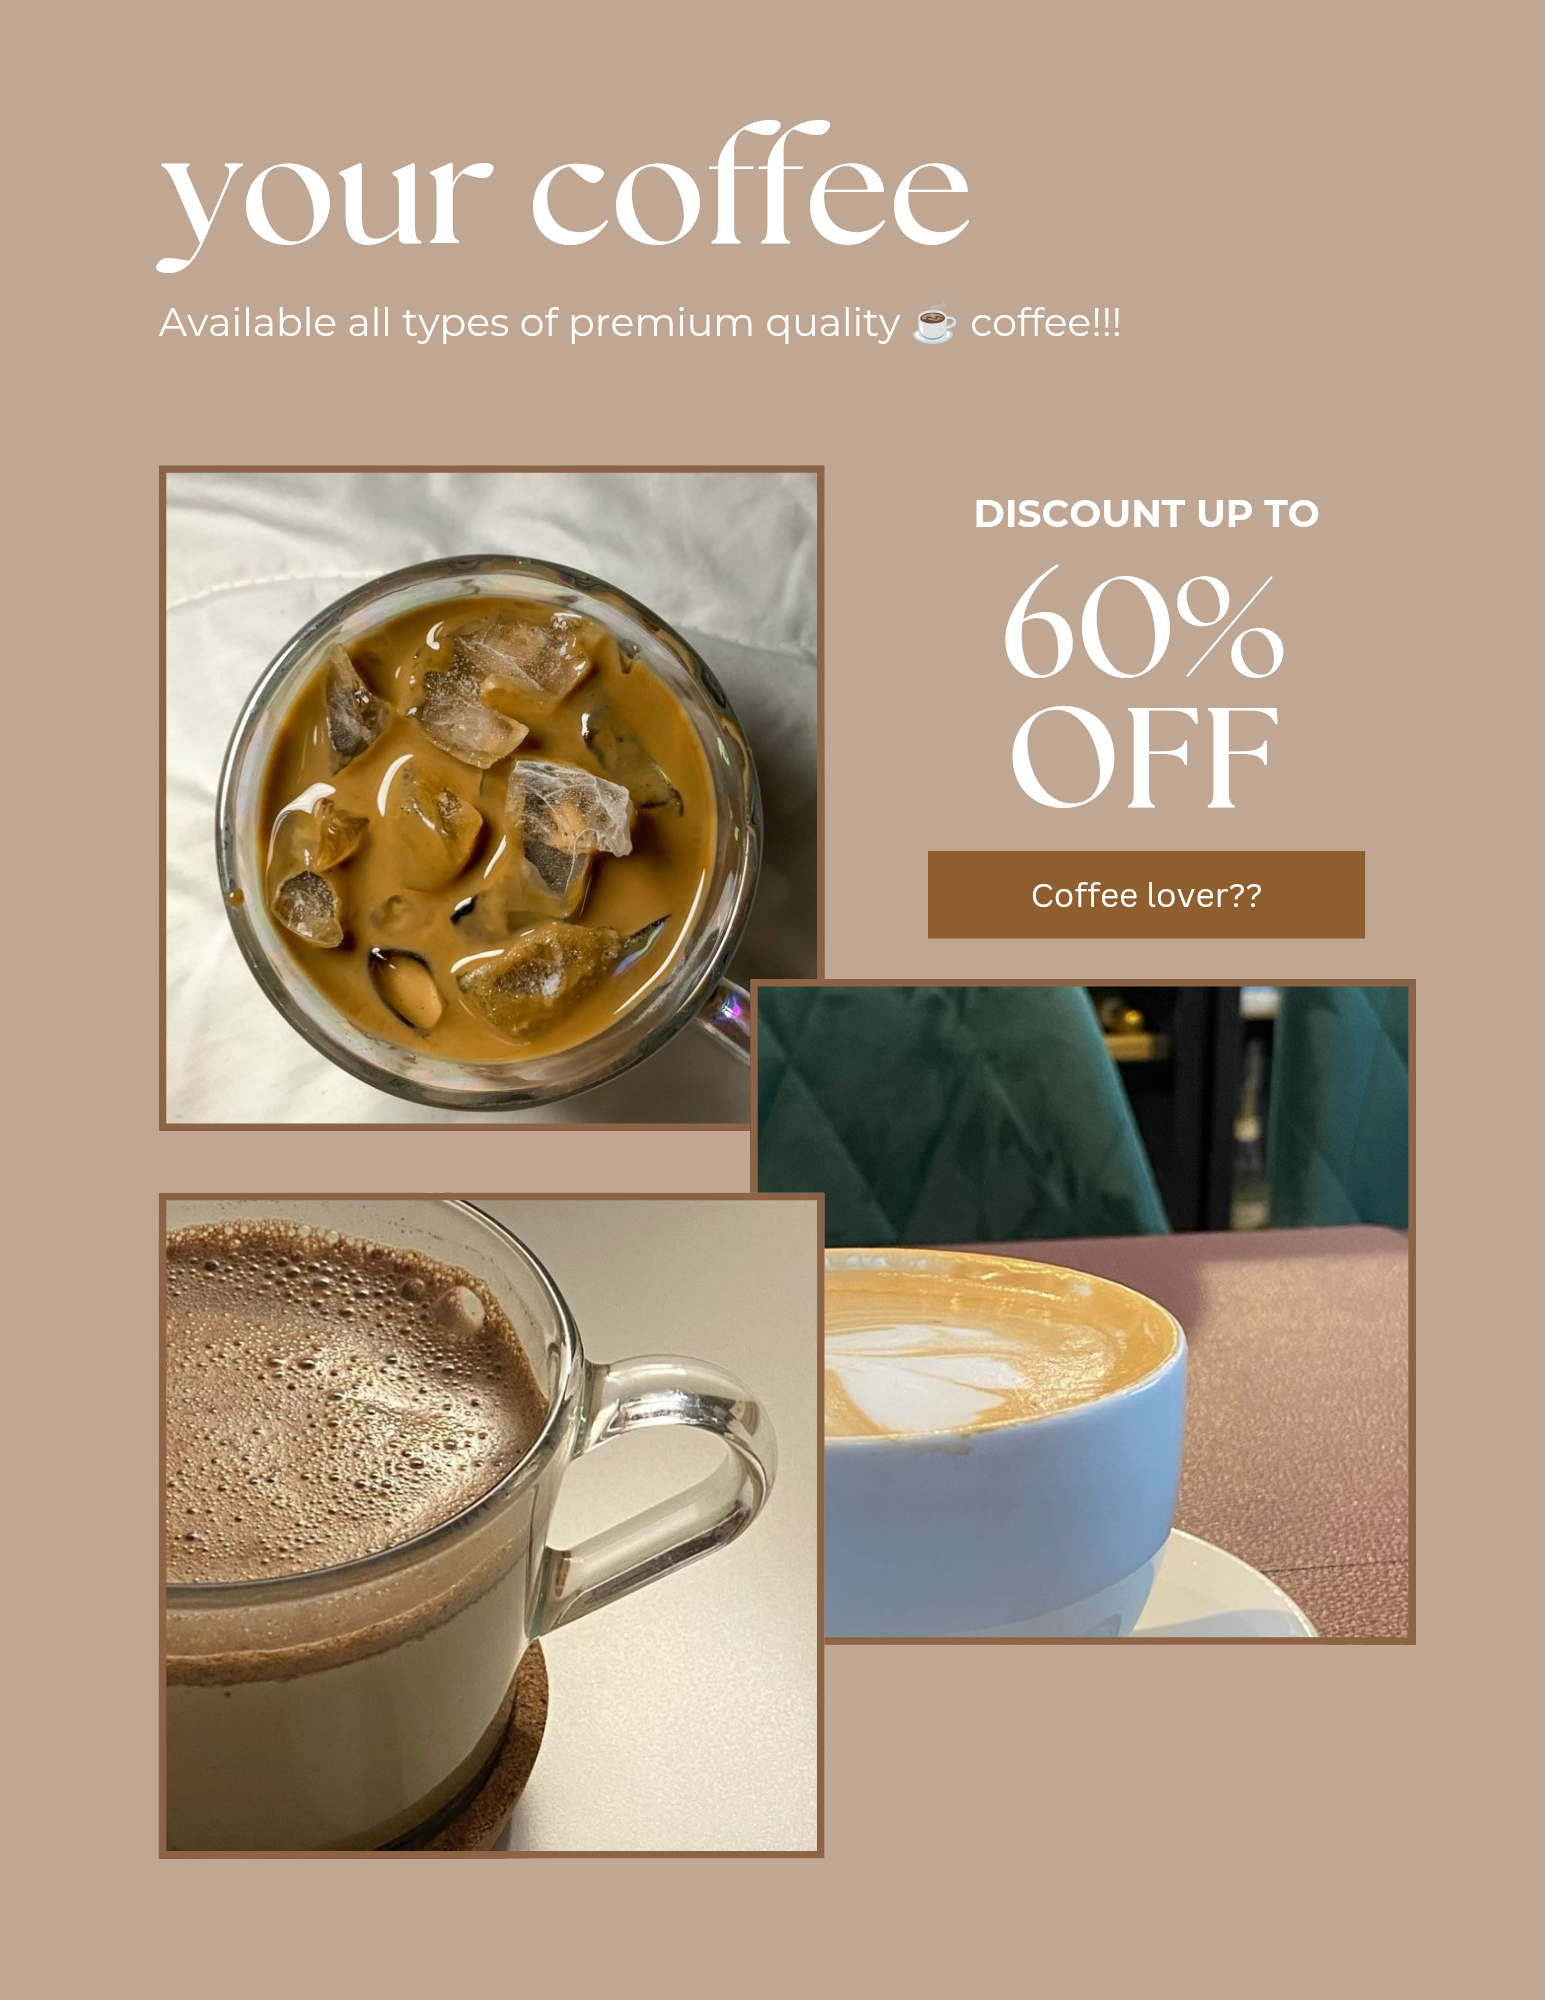 your coffee
Available all types of premium quality ☕ coffee!!!
DISCOUNT UP TO
60%
OFF
Coffee lover??